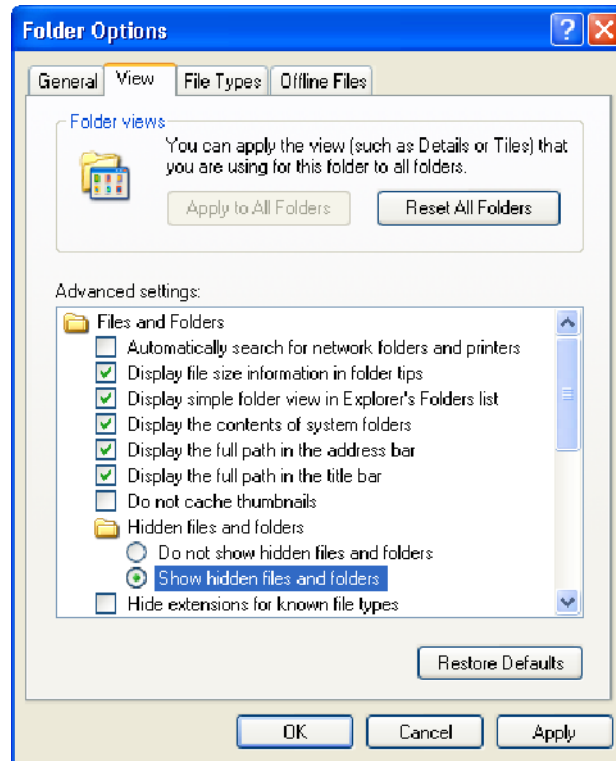 Folder Options
General View File Types Offline Files
Folder views
You can apply the view (such as Details or Tiles) that
you are using for this folder to all folders.
Apply to All Folders Reset All Folders
Advanced settings:
Files and Folders
Automatically search for network folders and printers
Display file size information in folder tips
Display simple folder view in Explorer's Folders list
Display the contents of system folders
Display the full path in the address bar
Display the full path in the title bar
Do not cache thumbnails
Hidden files and folders
Do not show hidden files and folders
Show hidden files and folders
Hide extensions for known file types
Restore Defaults
OK Cancel Apply